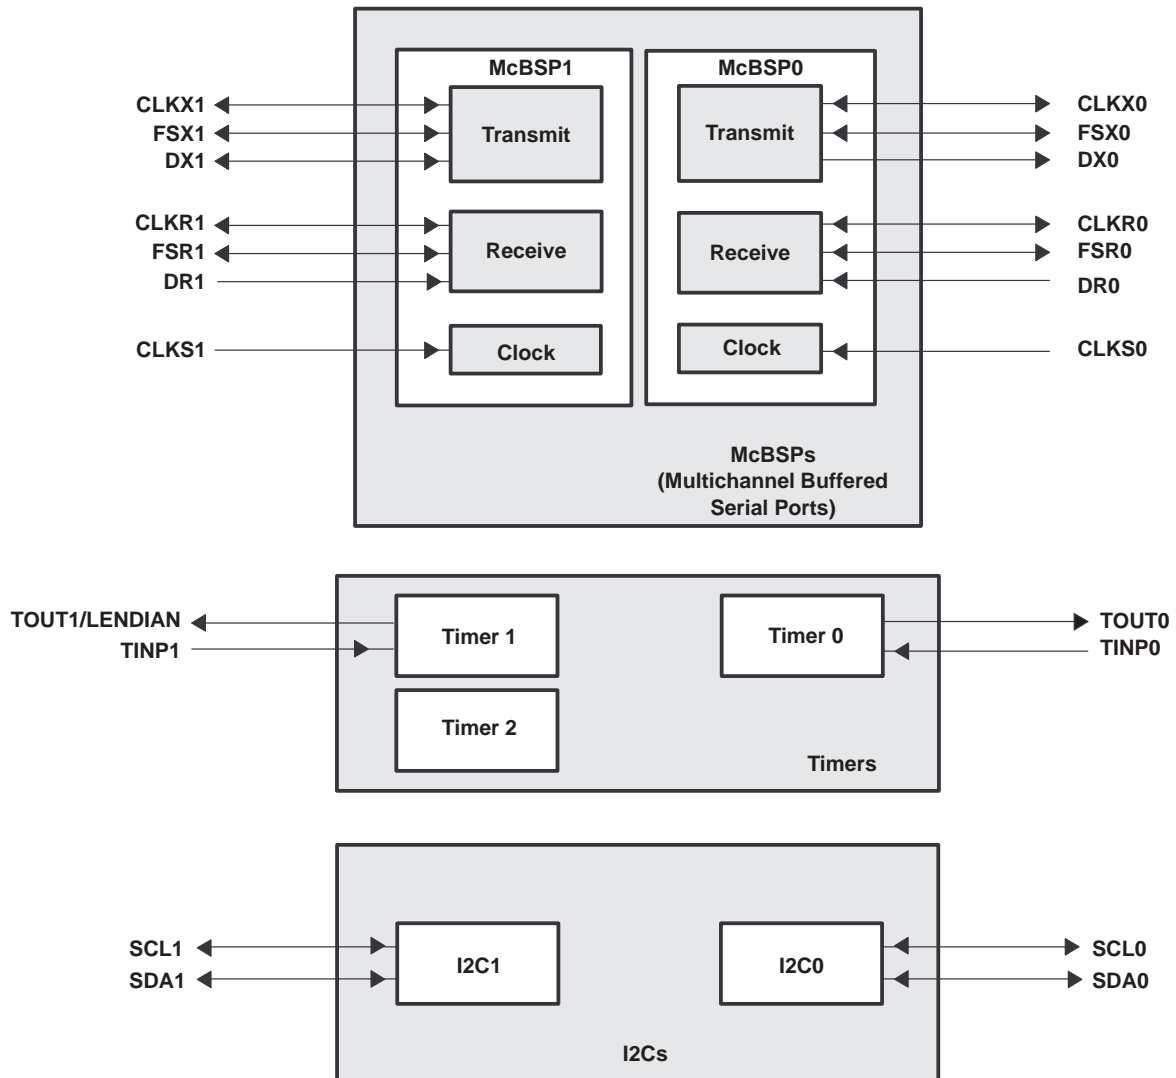 McBSP1
McBSP0
CLKX1
FSX1
DX1
Transmit
Transmit
CLKX0
FSX0
DX0
CLKR1
FSR1
DR1
Receive
Receive
CLKR0
FSR0
DR0
CLKS1
Clock
Clock
CLKS0
McBSPs
(Multichannel Buffered
Serial Ports)
TOUT1/LENDIAN
TINP1
Timer 1
Timer 0
TOUT0
TINP0
Timer 2
Timers
SCL1
SDA1
I2C1
I2C0
SCL0
SDA0
I2Cs